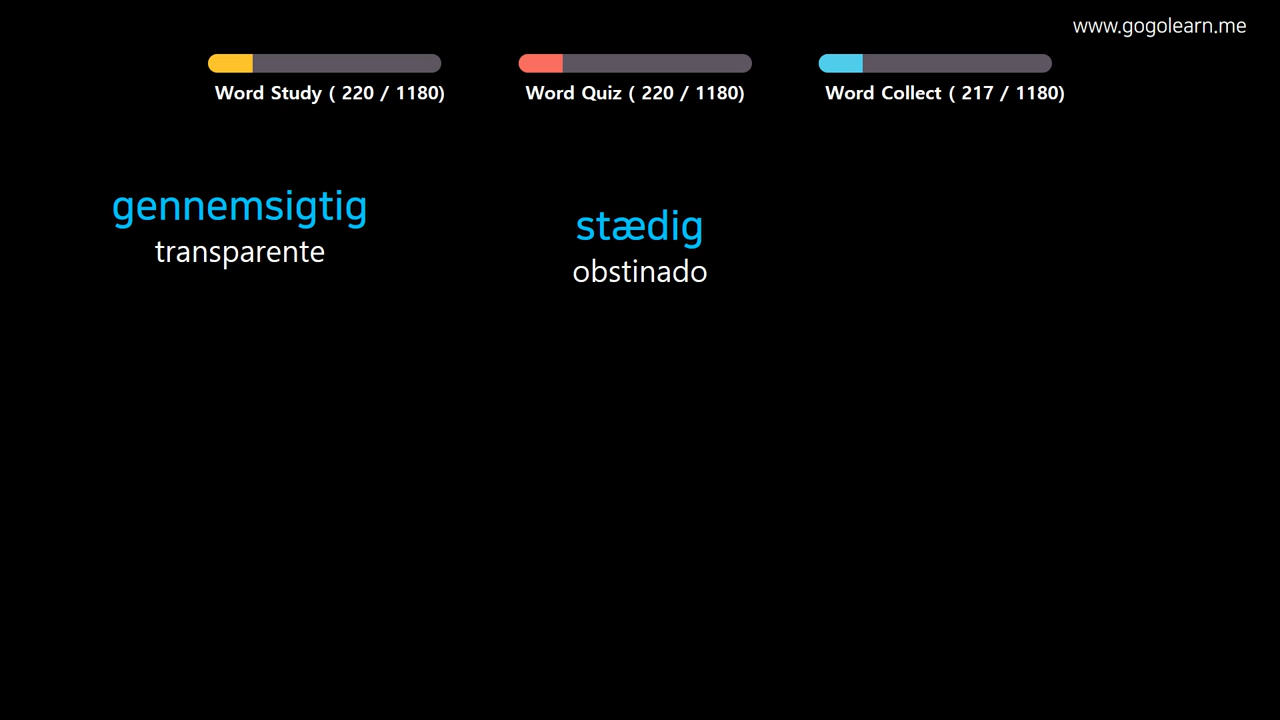 www.gogolearn.me
Word Study ( 220 / 1180)
Word Quiz ( 220 / 1180)
Word Collect ( 217 / 1180)
gennemsigtig
transparente
stædig
obstinado